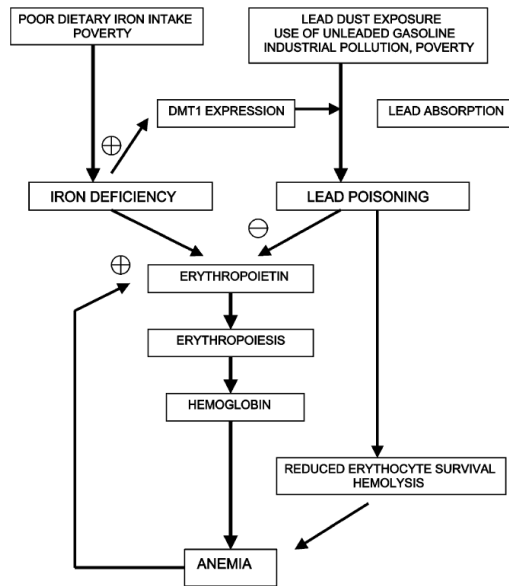 POOR DIETARY IRON INTAKE
POVERTY
LEAD DUST EXPOSURE
USE OF UNLEADED GASOLINE
INDUSTRIAL POLLUTION, POVERTY
DMT1 EXPRESSION
LEAD ABSORPTION
IRON DEFICIENCY
LEAD POISONING
ERYTHROPOIETIN
ERYTHROPOIESIS
HEMOGLOBIN
REDUCED ERYTHOCYTE SURVIVAL
HEMOLYSIS
ANEMIA